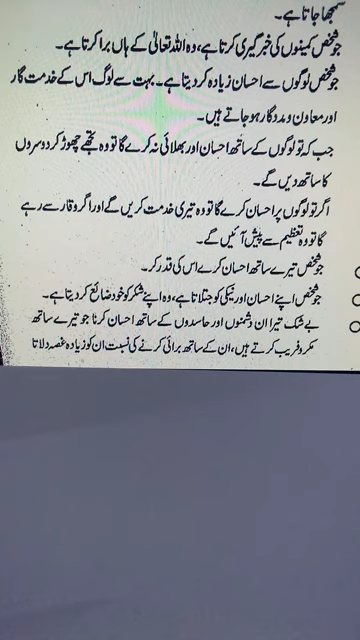 سمجھا جاتا ہے۔
جو شخص کمینوں کی خبر گیری کرتا ہے، وہ اللہ تعالیٰ کے ہاں برا کرتا ہے۔
جو شخص لوگوں سے احسان زیادہ کر دیتا ہے۔ بہت سے لوگ اس کے خدمت گار
اور معاون و مددگار ہو جاتے ہیں۔
جب کہ تو لوگوں کے ساتھ احسان اور بھلائی نہ کرے گا تو وہ تجھے چھوڑ کر دوسروں
کا ساتھ دیں گے۔
اگر تو لوگوں پر احسان کرے گا تو وہ تیری خدمت کریں گے اور اگر وقار سے رہے
گا تو وہ تعظیم سے پیش آئیں گے۔
جو شخص تیرے ساتھ احسان کرے اس کی قدر کر۔
جو شخص اپنے احسان اور نیکی کو جتلاتا ہے، وہ اپنے شکر کو خود ضائع کر دیتا ہے۔
بے شک تیرا ان دشمنوں اور حاسدوں کے ساتھ احسان کرنا جو تیرے ساتھ
مکر و فریب کرتے ہیں، ان کے ساتھ برائی کرنے کی نسبت ان کو زیادہ غصہ دلاتا